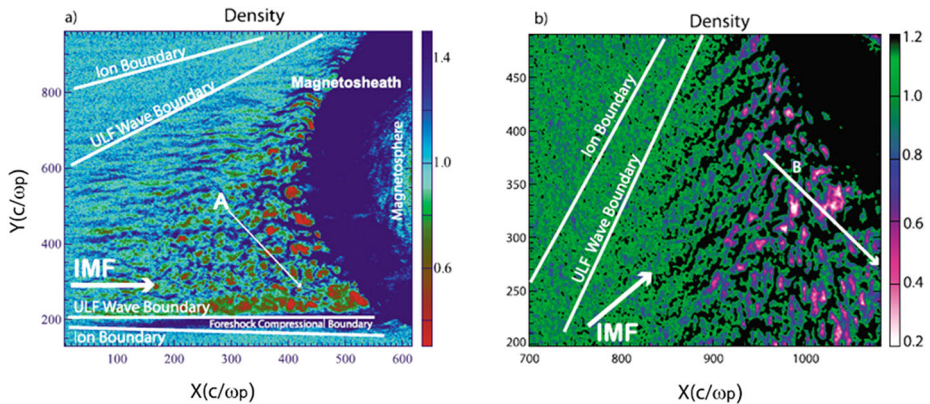 a)
Density
Ion Boundary
ULF Wave Boundary
Magnetosheath
Magnetosphere
A
IMF
ULF Wave Boundary
Foreshock Compressional Boundary
Ion Boundary
Y(c/ωp)
800
600
400
200
100 200 300 400 500 600
X(c/ωp)
1.4
1.0
0.6
b)
Density
Ion Boundary
ULF Wave Boundary
B
IMF
450
400
350
300
250
200
700 800 900 1000
X(c/ωp)
1.2
1.0
0.8
0.6
0.4
0.2